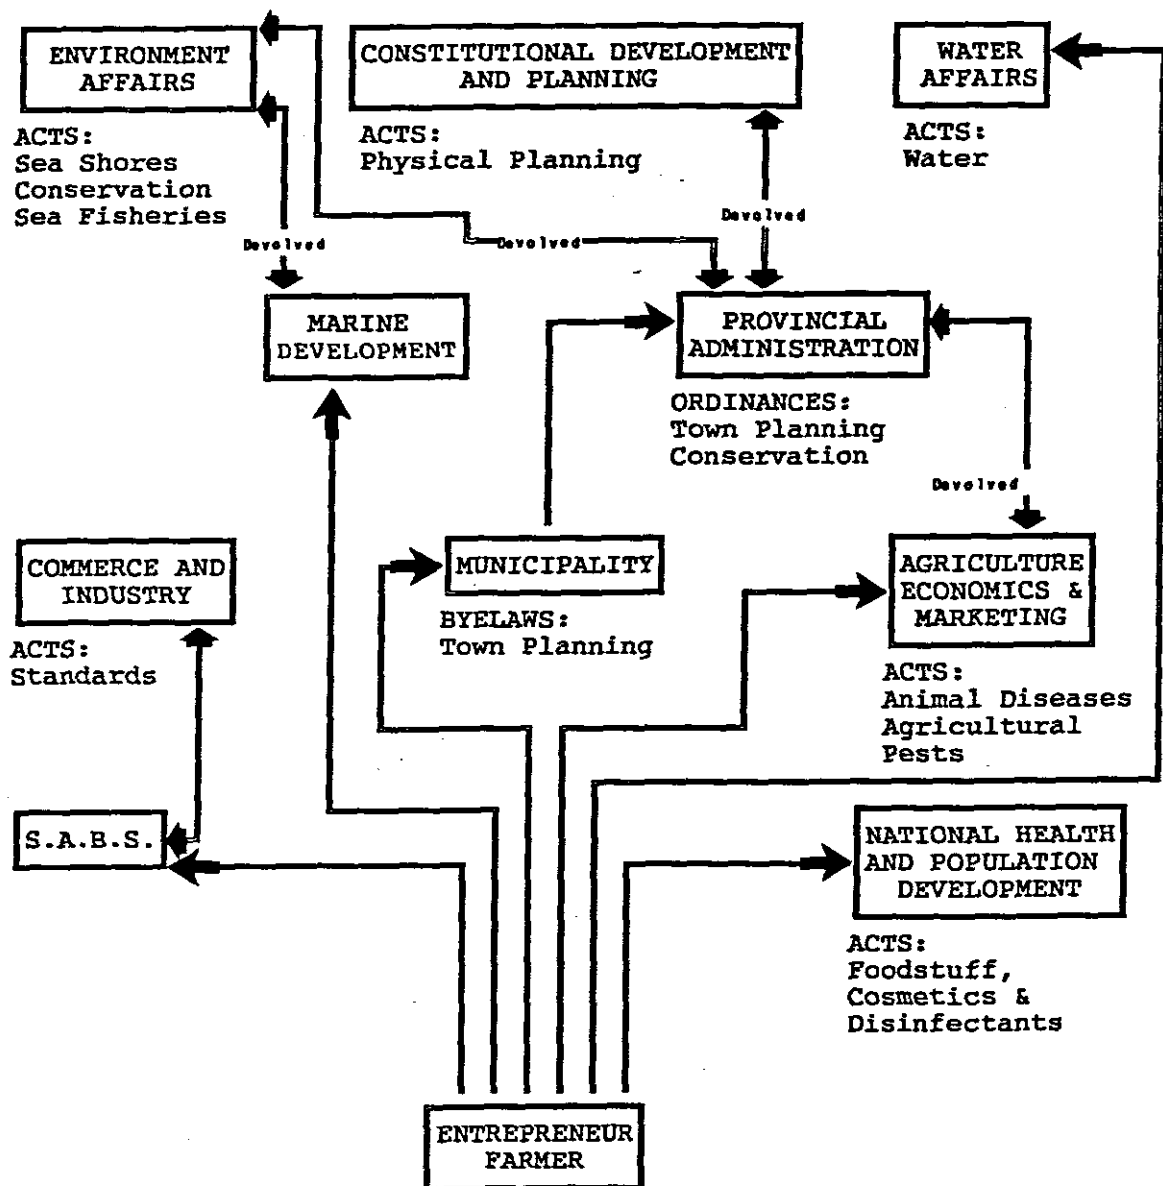 ENVIRONMENT
AFFAIRS
ACTS:
Sea Shores
Conservation
Sea Fisheries
CONSTITUTIONAL DEVELOPMENT
AND PLANNING
ACTS:
Physical Planning
WATER
AFFAIRS
ACTS:
Water
Devolved
Devolved
Devolved
MARINE
DEVELOPMENT
PROVINCIAL
ADMINISTRATION
ORDINANCES:
Town Planning
Conservation
Devolved
COMMERCE AND
INDUSTRY
ACTS:
Standards
MUNICIPALITY
BYELAWS:
Town Planning
AGRICULTURE
ECONOMICS &
MARKETING
ACTS:
Animal Diseases
Agricultural
Pests
S.A.B.S.
NATIONAL HEALTH
AND POPULATION
DEVELOPMENT
ACTS:
Foodstuff,
Cosmetics &
Disinfectants
ENTREPRENEUR
FARMER